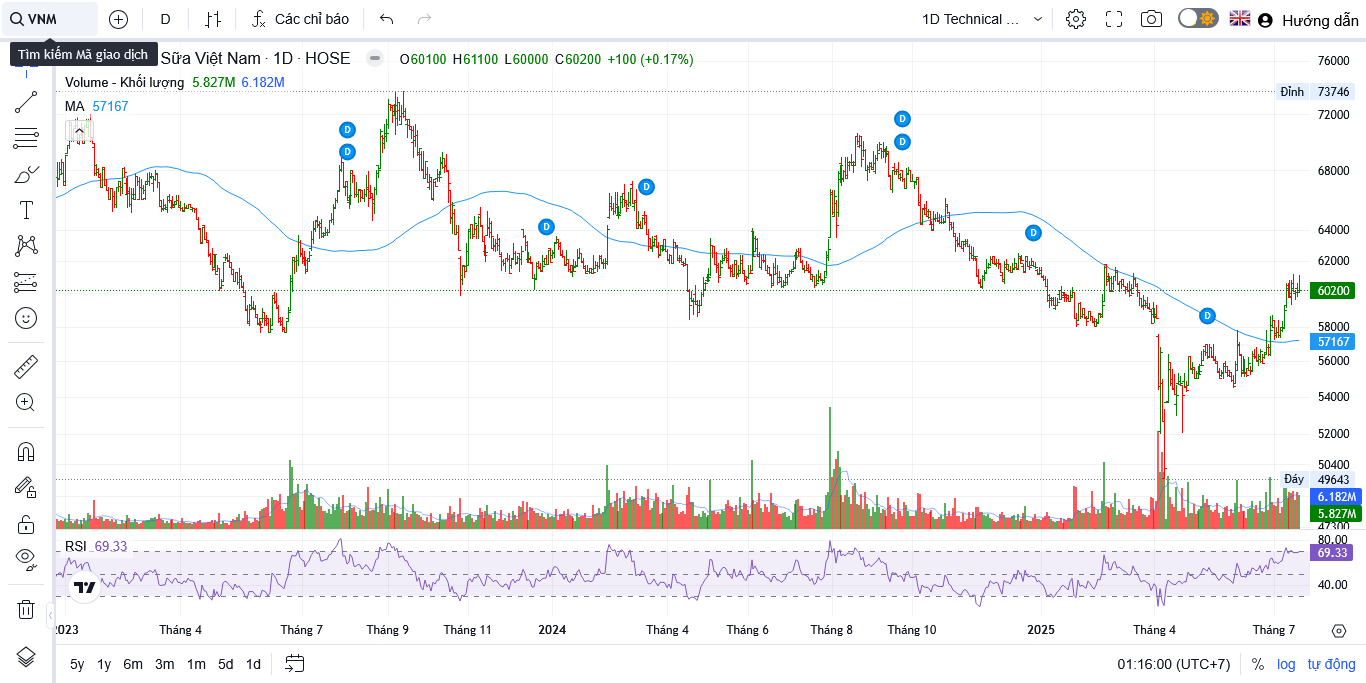 VNM
D
Các chỉ báo
1D Technical ...
Hướng dẫn
Tìm kiếm Mã giao dịch
Sữa Việt Nam · 1D · HOSE
O60100 H61100 L60000 C60200 +100 (+0.17%)
Volume - Khối lượng 5.827M 6.182M
MA 57167
76000
Đỉnh 73746
72000
D
D
D
D
68000
D
D
64000
D
62000
60200
D
58000
57167
56000
54000
52000
50400
Đáy 49643
6.182M
5.827M
47300
RSI 69.33
80.00
69.33
40.00
2023 Tháng 4 Tháng 7 Tháng 9 Tháng 11 2024 Tháng 4 Tháng 6 Tháng 8 Tháng 10 2025 Tháng 4 Tháng 7
5y 1y 6m 3m 1m 5d 1d
01:16:00 (UTC+7) % log tự động